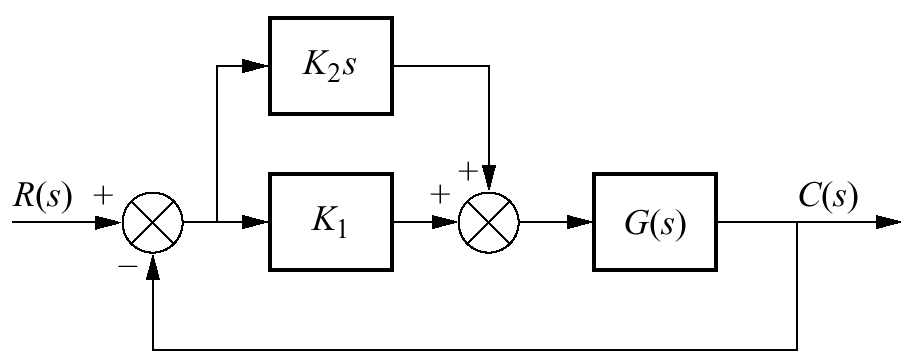 K₂s
R(s) + K₁ + + G(s) C(s)
−